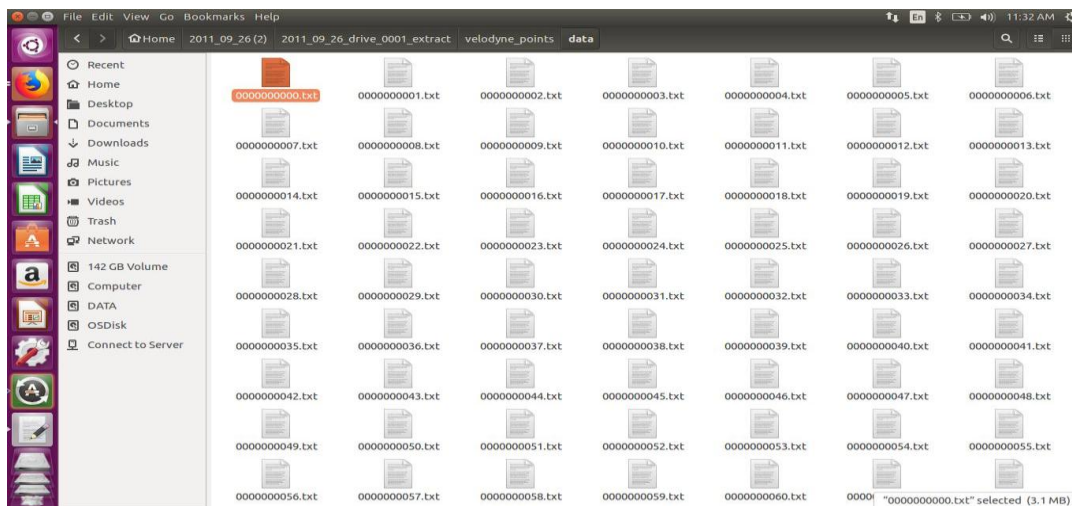 File Edit View Go Bookmarks Help En 11:32 AM
Home 2011_09_26 (2) 2011_09_26_drive_0001_extract velodyne_points data
Recent
Home
Desktop
Documents
Downloads
Music
Pictures
Videos
Trash
Network
142 GB Volume
Computer
DATA
OSDisk
Connect to Server
0000000000.txt 0000000001.txt 0000000002.txt 0000000003.txt 0000000004.txt 0000000005.txt 0000000006.txt
0000000007.txt 0000000008.txt 0000000009.txt 0000000010.txt 0000000011.txt 0000000012.txt 0000000013.txt
0000000014.txt 0000000015.txt 0000000016.txt 0000000017.txt 0000000018.txt 0000000019.txt 0000000020.txt
0000000021.txt 0000000022.txt 0000000023.txt 0000000024.txt 0000000025.txt 0000000026.txt 0000000027.txt
0000000028.txt 0000000029.txt 0000000030.txt 0000000031.txt 0000000032.txt 0000000033.txt 0000000034.txt
0000000035.txt 0000000036.txt 0000000037.txt 0000000038.txt 0000000039.txt 0000000040.txt 0000000041.txt
0000000042.txt 0000000043.txt 0000000044.txt 0000000045.txt 0000000046.txt 0000000047.txt 0000000048.txt
0000000049.txt 0000000050.txt 0000000051.txt 0000000052.txt 0000000053.txt 0000000054.txt 0000000055.txt
0000000056.txt 0000000057.txt 0000000058.txt 0000000059.txt 0000000060.txt
"0000000000.txt" selected (3.1 MB)